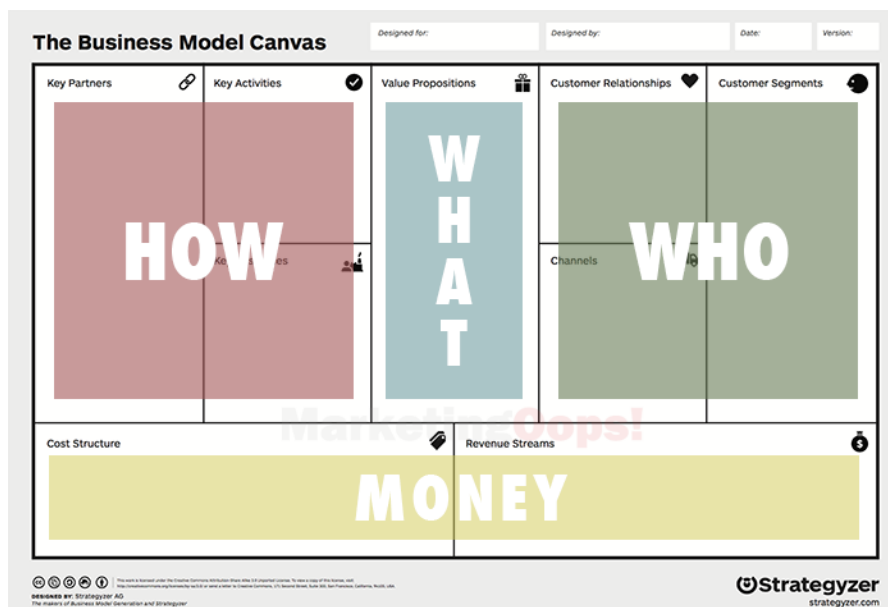 The Business Model Canvas
Designed for:
Designed by:
Date:
Version:
Key Partners
Key Activities
Value Propositions
Customer Relationships
Customer Segments
WHAT
HOW
WHO
Channels
MarketingOops!
Cost Structure
Revenue Streams
MONEY
DESIGNED BY: Strategyzer AG
The makers of Business Model Generation and Strategyzer
Strategyzer
strategyzer.com